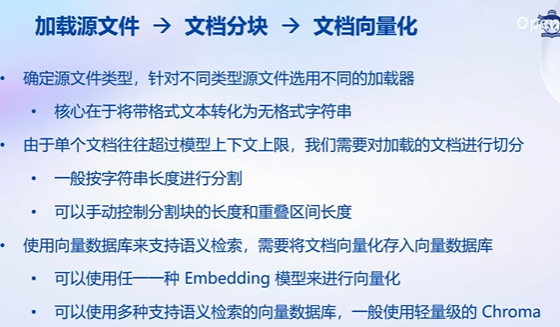 Open
加载源文件 → 文档分块 → 文档向量化
• 确定源文件类型，针对不同类型源文件选用不同的加载器
• 核心在于将带格式文本转化为无格式字符串
• 由于单个文档往往超过模型上下文上限，我们需要对加载的文档进行切分
• 一般按字符串长度进行分割
• 可以手动控制分割块的长度和重叠区间长度
• 使用向量数据库来支持语义检索，需要将文档向量化存入向量数据库
• 可以使用任一一种 Embedding 模型来进行向量化
• 可以使用多种支持语义检索的向量数据库，一般使用轻量级的 Chroma